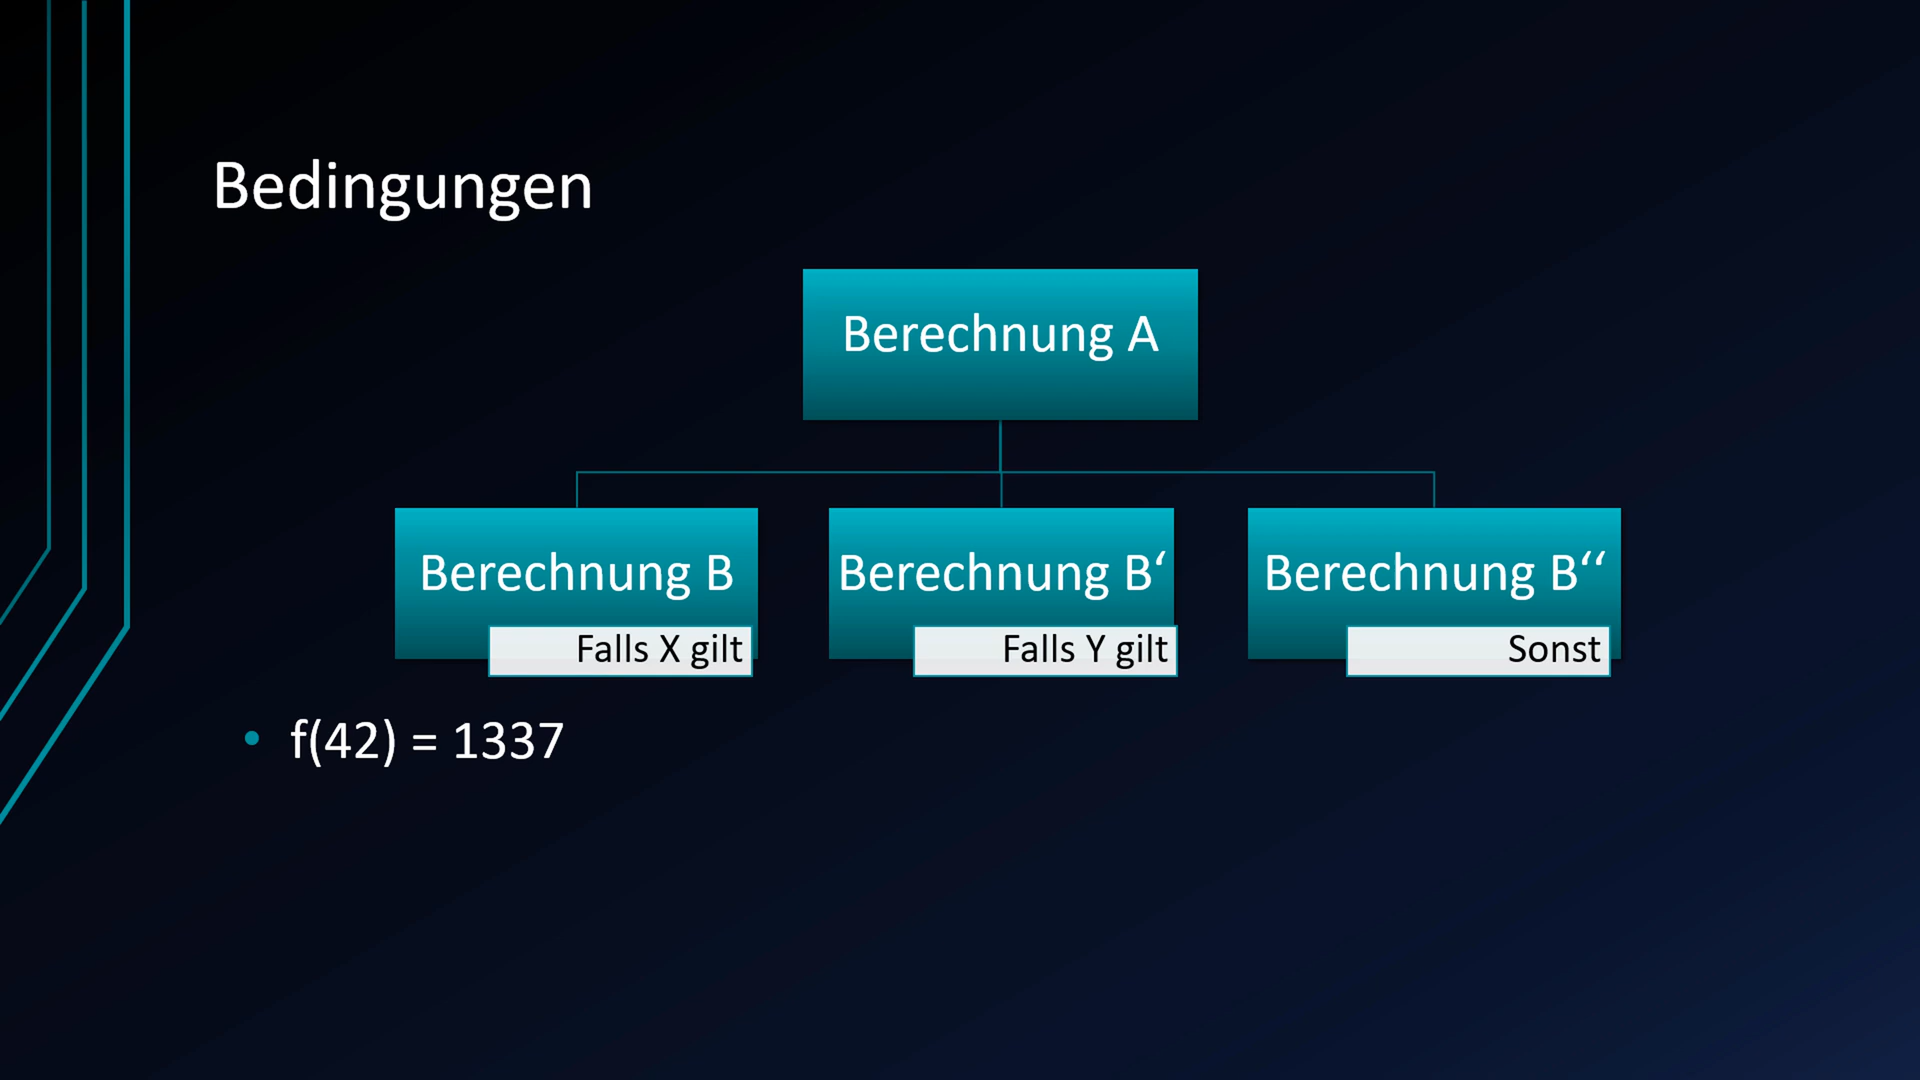 Bedingungen
Berechnung A
Berechnung B
Falls X gilt
Berechnung B‘
Falls Y gilt
Berechnung B‘‘
Sonst
• f(42) = 1337